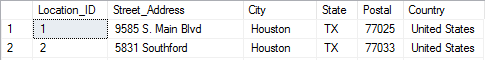 Location_ID Street_Address City State Postal Country
1 1 9585 S. Main Blvd Houston TX 77025 United States
2 2 5831 Southford Houston TX 77033 United States